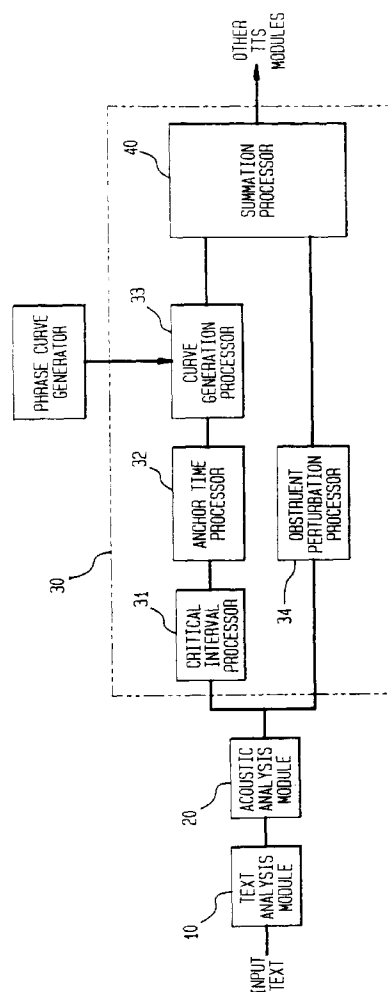 INPUT
TEXT
10
TEXT
ANALYSIS
MODULE
20
ACOUSTIC
ANALYSIS
MODULE
30
31
CRITICAL
INTERVAL
PROCESSOR
32
ANCHOR TIME
PROCESSOR
PHRASE CURVE
GENERATOR
33
CURVE
GENERATION
PROCESSOR
34
OBSTRUENT
PERTURBATION
PROCESSOR
40
SUMMATION
PROCESSOR
OTHER
TTS
MODULES